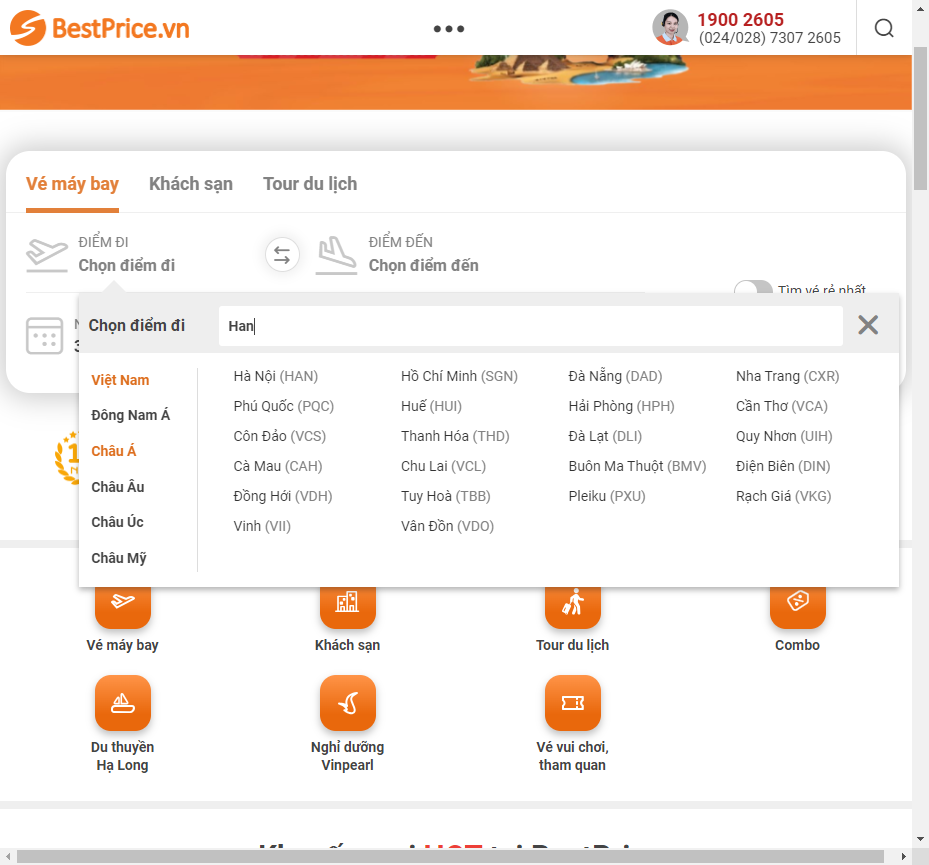 BestPrice.vn
1900 2605
(024/028) 7307 2605
Vé máy bay
Khách sạn
Tour du lịch
ĐIỂM ĐI
Chọn điểm đi
ĐIỂM ĐẾN
Chọn điểm đến
Tìm vé rẻ nhất
Chọn điểm đi
Han
Việt Nam
Đông Nam Á
Châu Á
Châu Âu
Châu Úc
Châu Mỹ
Hà Nội (HAN)
Hồ Chí Minh (SGN)
Đà Nẵng (DAD)
Nha Trang (CXR)
Phú Quốc (PQC)
Huế (HUI)
Hải Phòng (HPH)
Cần Thơ (VCA)
Côn Đảo (VCS)
Thanh Hóa (THD)
Đà Lạt (DLI)
Quy Nhơn (UIH)
Cà Mau (CAH)
Chu Lai (VCL)
Buôn Ma Thuột (BMV)
Điện Biên (DIN)
Đồng Hới (VDH)
Tuy Hoà (TBB)
Pleiku (PXU)
Rạch Giá (VKG)
Vinh (VII)
Vân Đồn (VDO)
Vé máy bay
Khách sạn
Tour du lịch
Combo
Du thuyền
Hạ Long
Nghỉ dưỡng
Vinpearl
Vé vui chơi,
tham quan